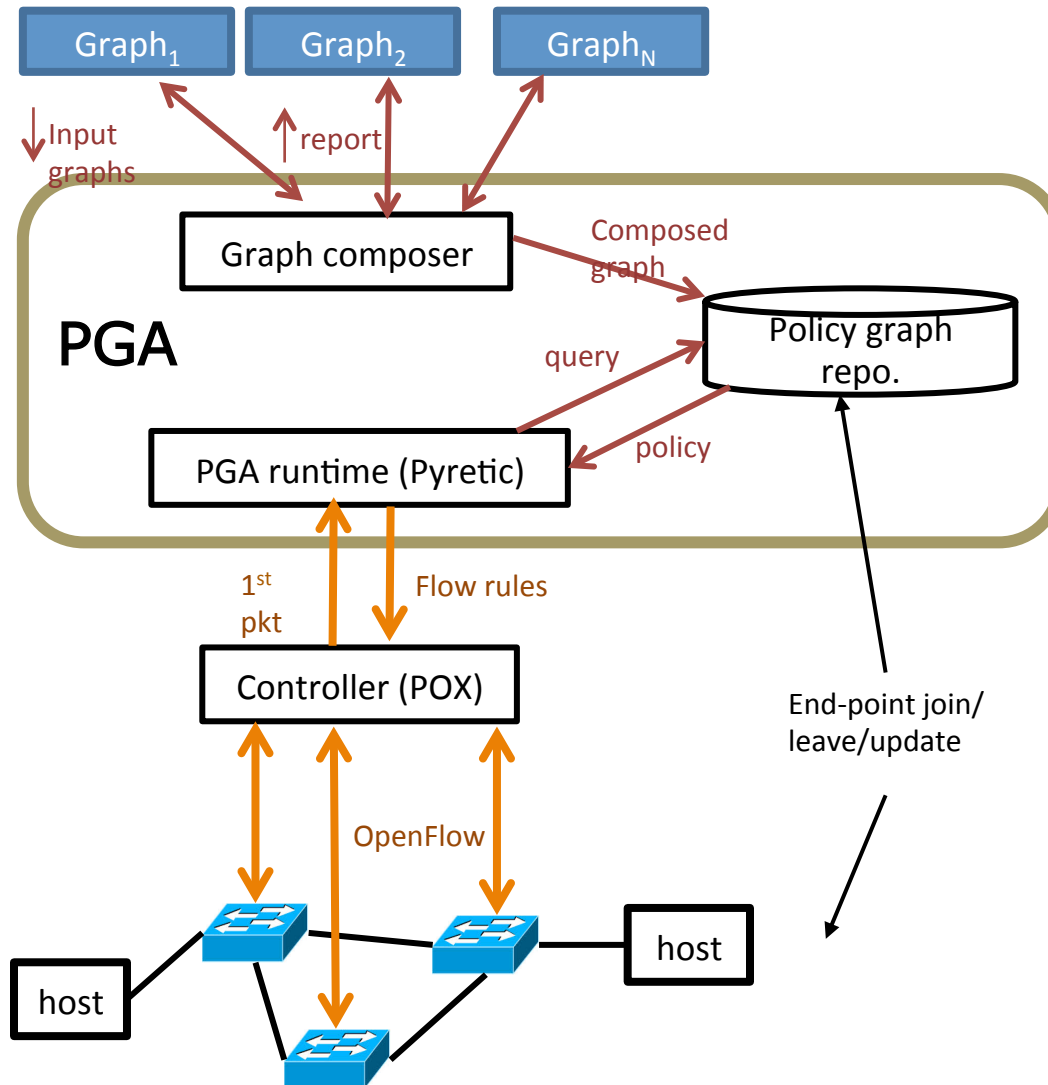 Graph1
Graph2
GraphN
Input
graphs
report
Graph composer
Composed
graph
PGA
Policy graph
repo.
query
policy
PGA runtime (Pyretic)
1st
pkt
Flow rules
Controller (POX)
End-point join/
leave/update
OpenFlow
host
host